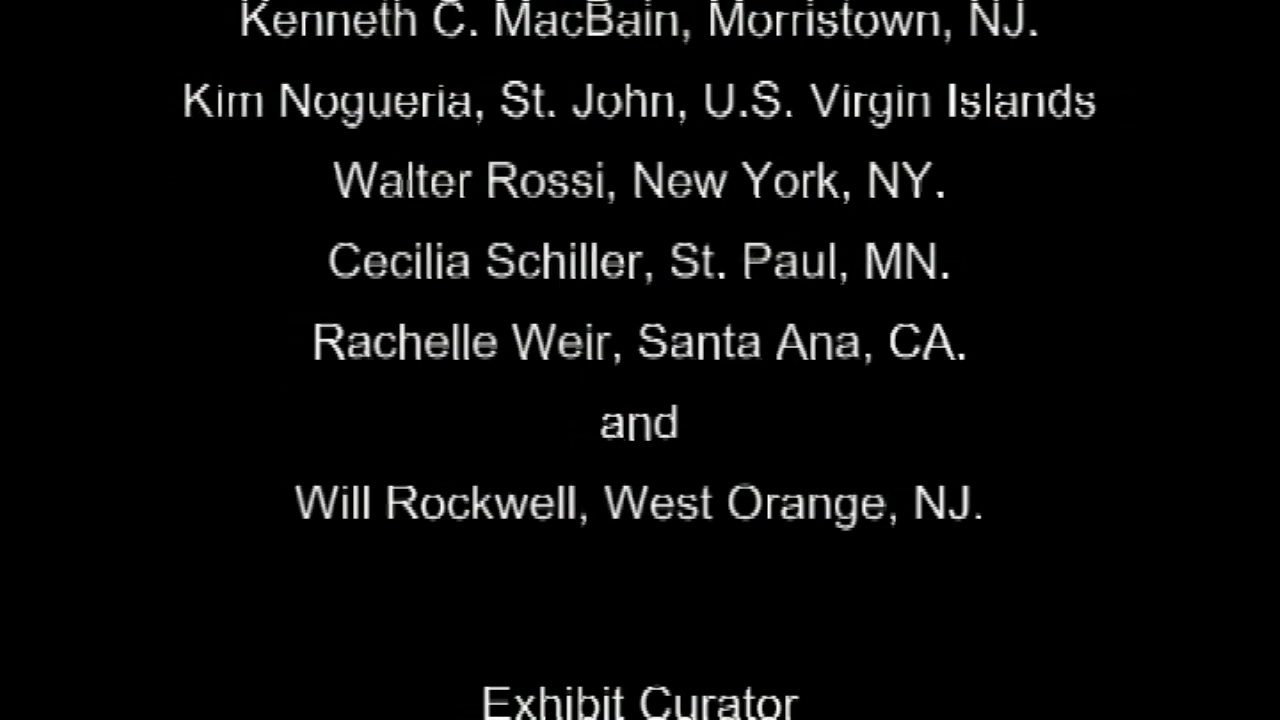 Kenneth C. MacBain, Morristown, NJ.
Kim Nogueria, St. John, U.S. Virgin Islands
Walter Rossi, New York, NY.
Cecilia Schiller, St. Paul, MN.
Rachelle Weir, Santa Ana, CA.
and
Will Rockwell, West Orange, NJ.
Exhibit Curator